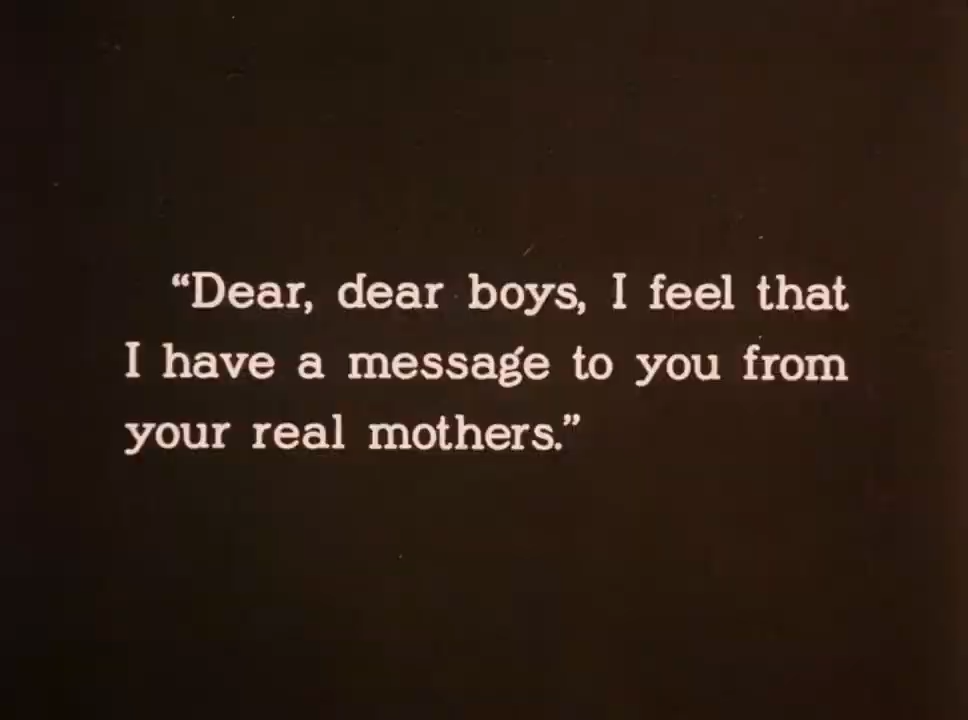 “Dear, dear boys, I feel that
I have a message to you from
your real mothers.”